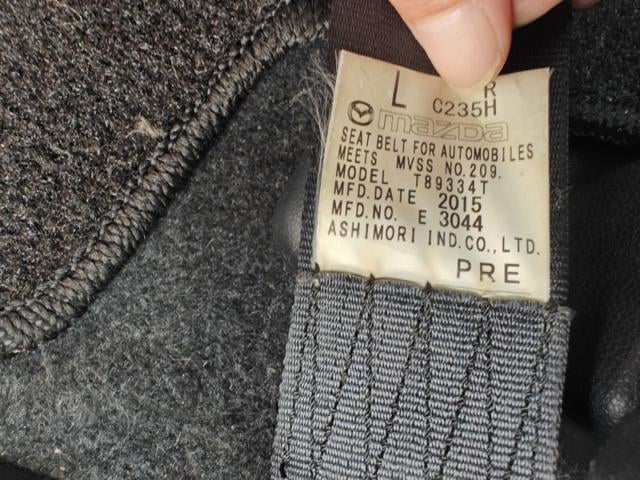 L R
C235H
mazda
SEAT BELT FOR AUTOMOBILES
MEETS MVSS NO.209.
MODEL T89334T
MFD.DATE 2015
MFD.NO. E 3044
ASHIMORI IND.CO.,LTD.
PRE